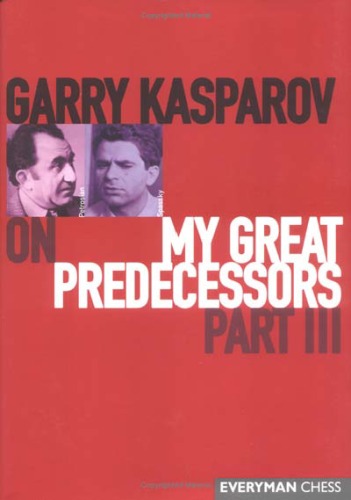 GARRY KASPAROV
Petrosian
Spassky
ON MY GREAT
PREDECESSORS
PART III
EVERYMAN CHESS